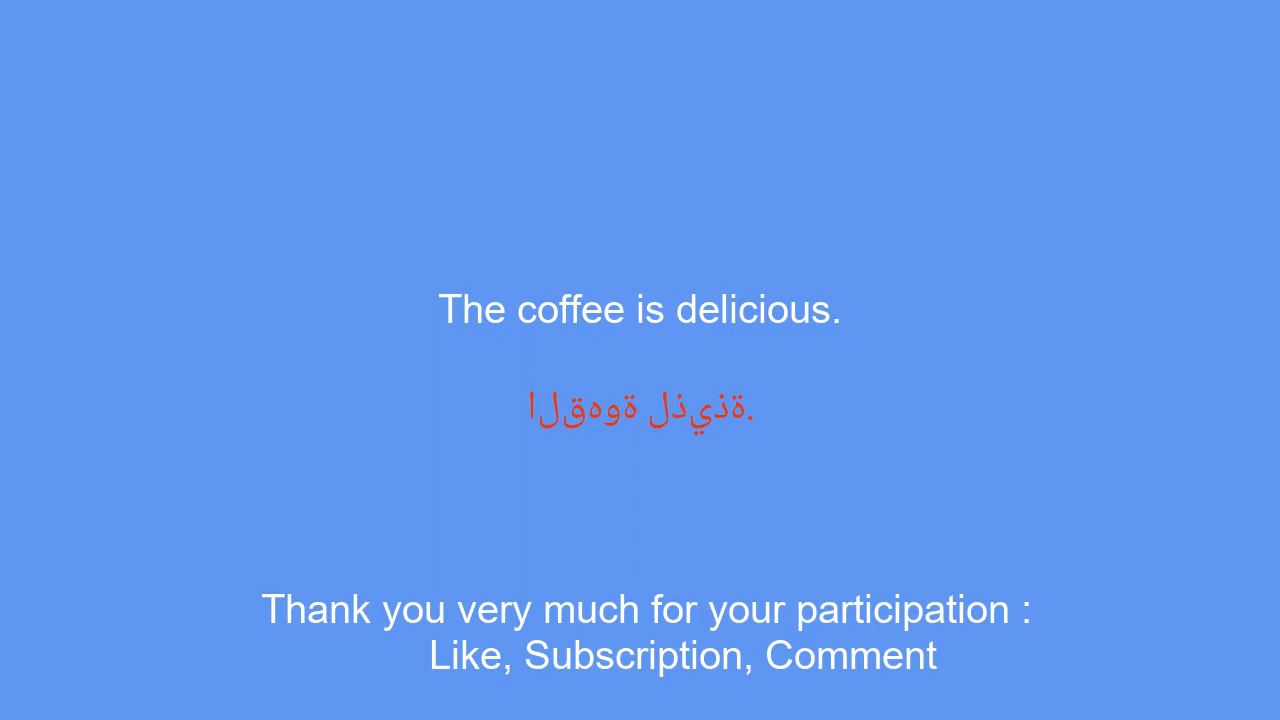 The coffee is delicious.
القهوة لذيذة.
Thank you very much for your participation :
Like, Subscription, Comment